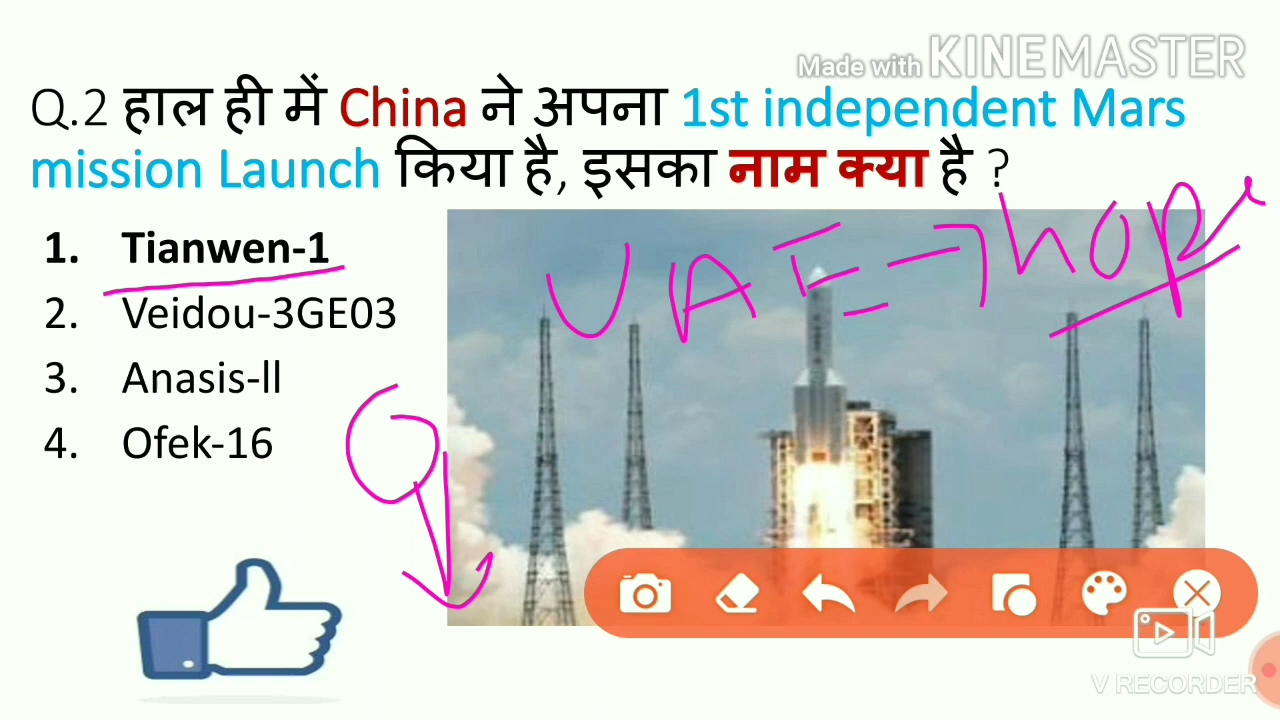 Made with KINEMASTER
Q.2 हाल ही में China ने अपना 1st independent Mars
mission Launch किया है, इसका नाम क्या है ?
1. Tianwen-1
2. Veidou-3GE03
3. Anasis-ll
4. Ofek-16
UAE → hope
V RECORDER